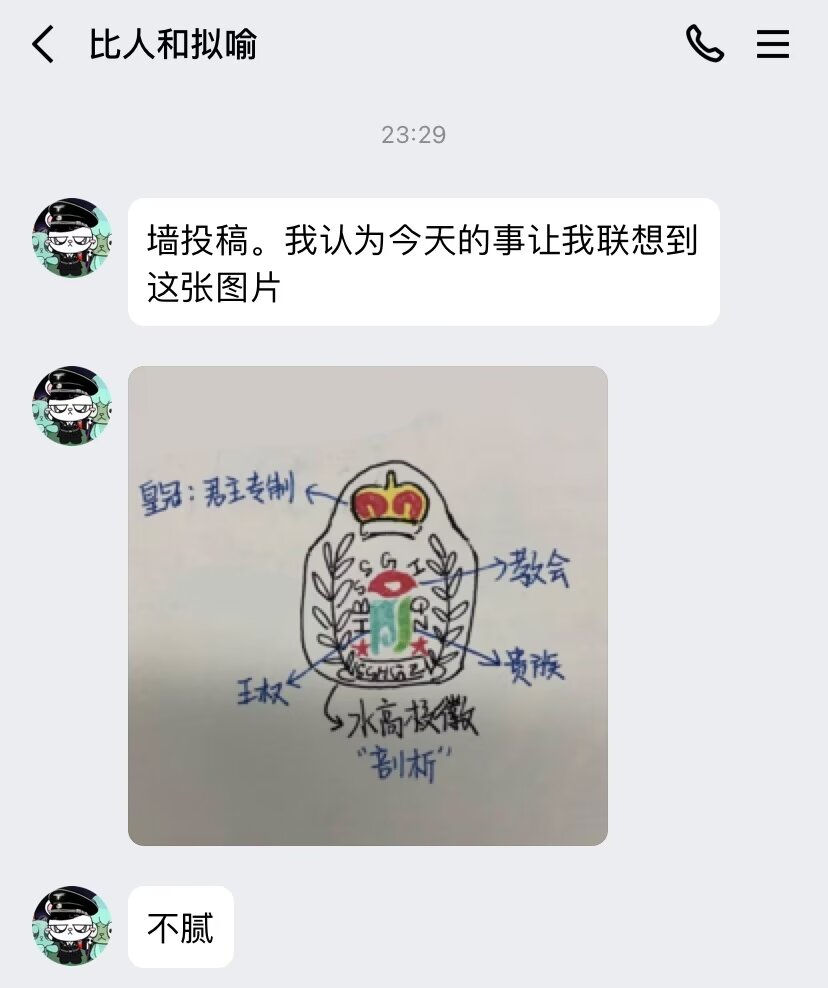 比人和拟喻
23:29
墙投稿。我认为今天的事让我联想到
这张图片
皇冠：君主专制
教会
贵族
王权
水高校徽
“剖析”
不腻